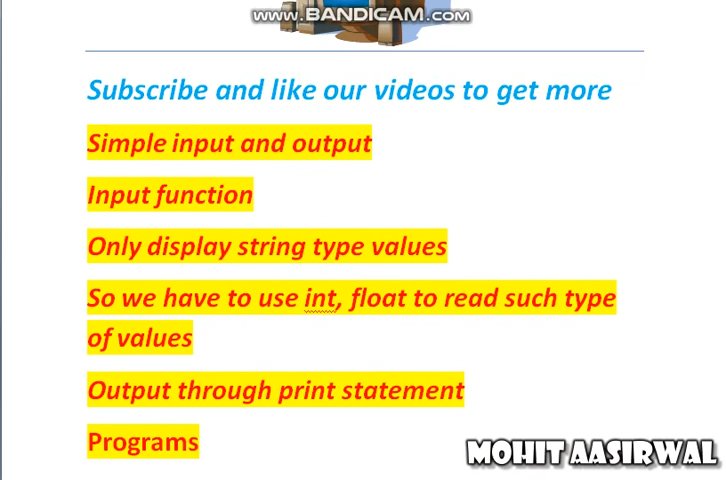 www.BANDICAM.com
Subscribe and like our videos to get more
Simple input and output
Input function
Only display string type values
So we have to use int, float to read such type
of values
Output through print statement
Programs
MOHIT AASIRWAL